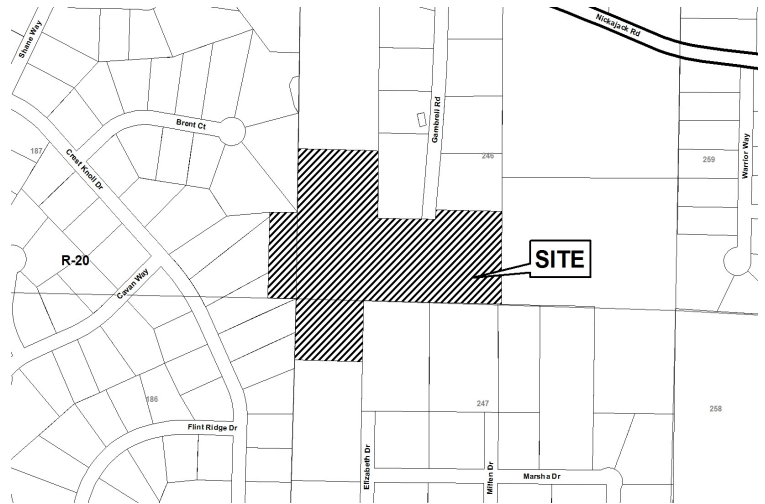 Shane Way
Nickajack Rd
Brent Ct
Gambrell Rd
187
Crest Knoll Dr
246
259
Warrior Way
R-20
Cavan Way
SITE
186
247
258
Flint Ridge Dr
Elizabeth Dr
Mitten Dr
Marsha Dr